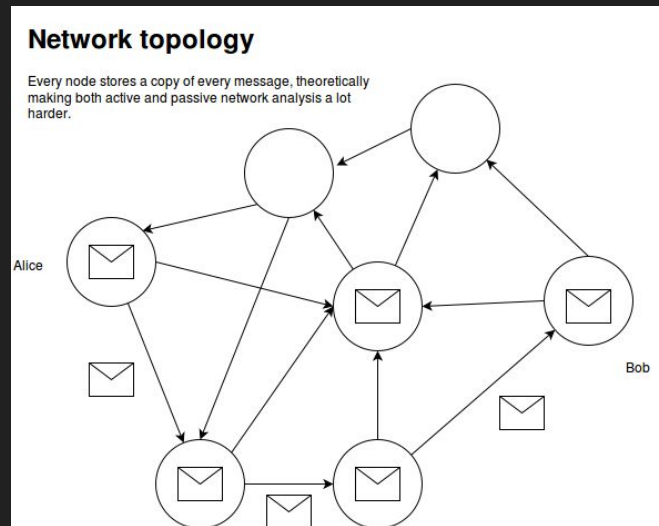 Network topology
Every node stores a copy of every message, theoretically
making both active and passive network analysis a lot
harder.
Alice
Bob